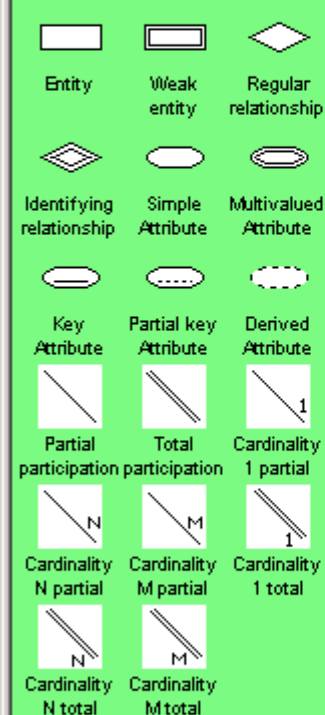 Entity
Weak
entity
Regular
relationship
Identifying
relationship
Simple
Attribute
Multivalued
Attribute
Key
Attribute
Partial key
Attribute
Derived
Attribute
Partial
participation
Total
participation
1
Cardinality
1 partial
N
Cardinality
N partial
M
Cardinality
M partial
1
Cardinality
1 total
N
Cardinality
N total
M
Cardinality
M total